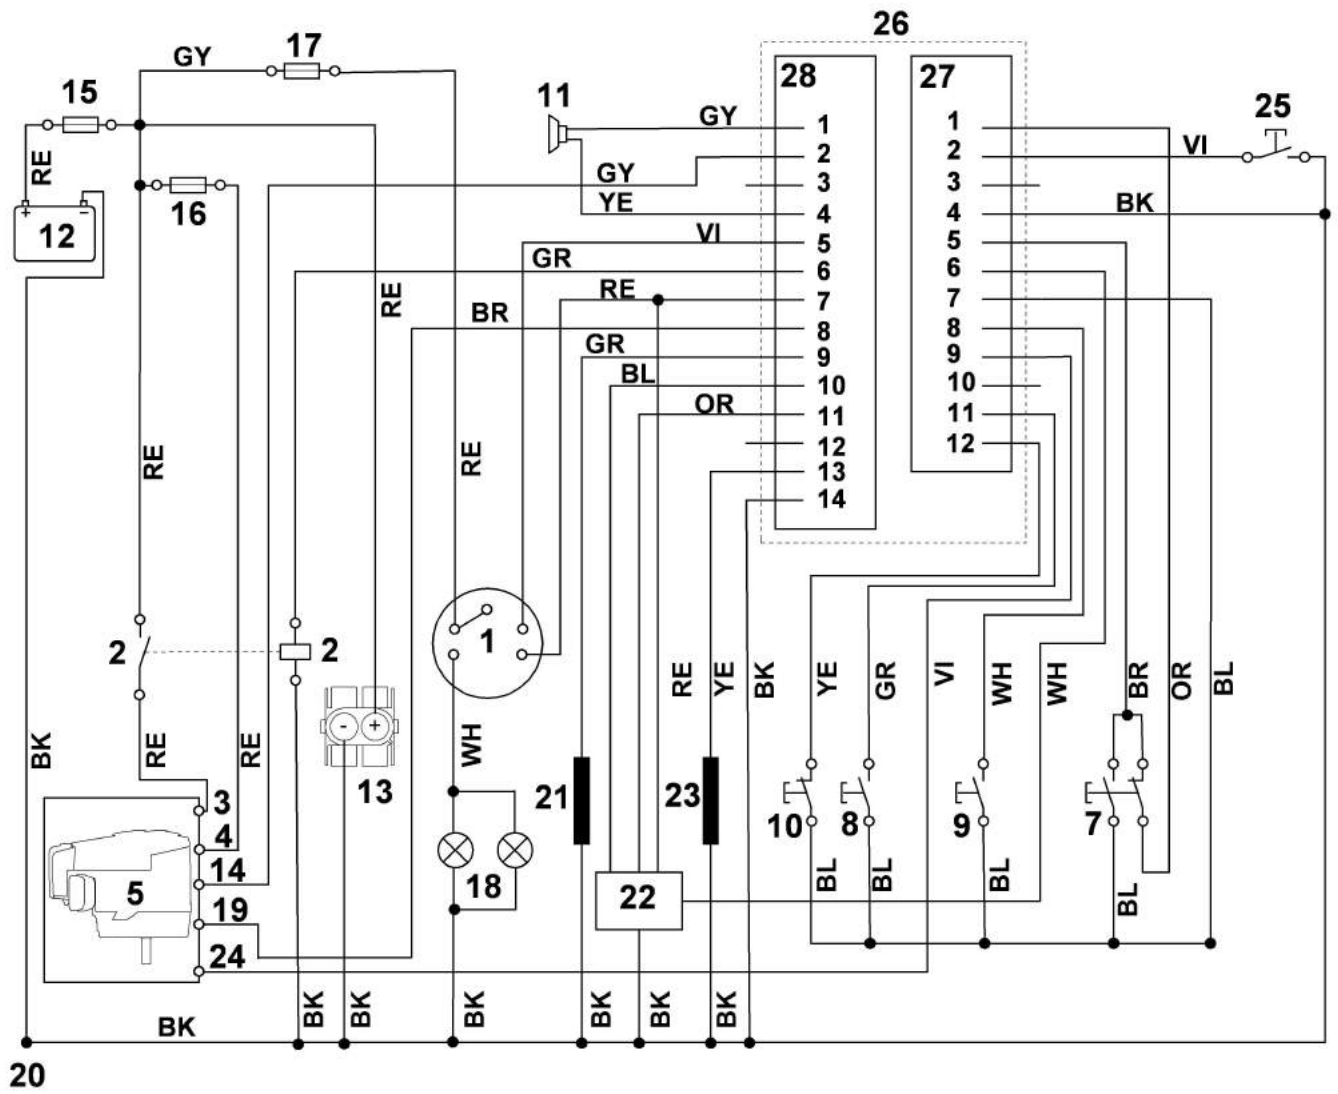 26
GY
17
28
27
15
11
25
GY
1
1
RE
2
2
VI
GY
3
3
16
YE
4
4
BK
+
−
12
VI
5
5
GR
6
6
RE
RE
7
7
BR
8
8
GR
9
9
BL
10
10
OR
11
11
12
12
RE
RE
13
14
2
2
1
RE
YE
BK
YE
GR
VI
WH
WH
BR
OR
BL
-
+
BK
RE
RE
WH
13
21
23
3
10
8
9
7
4
14
5
18
22
BL
BL
BL
BL
19
24
BK
BK
BK
BK
BK
BK
BK
20